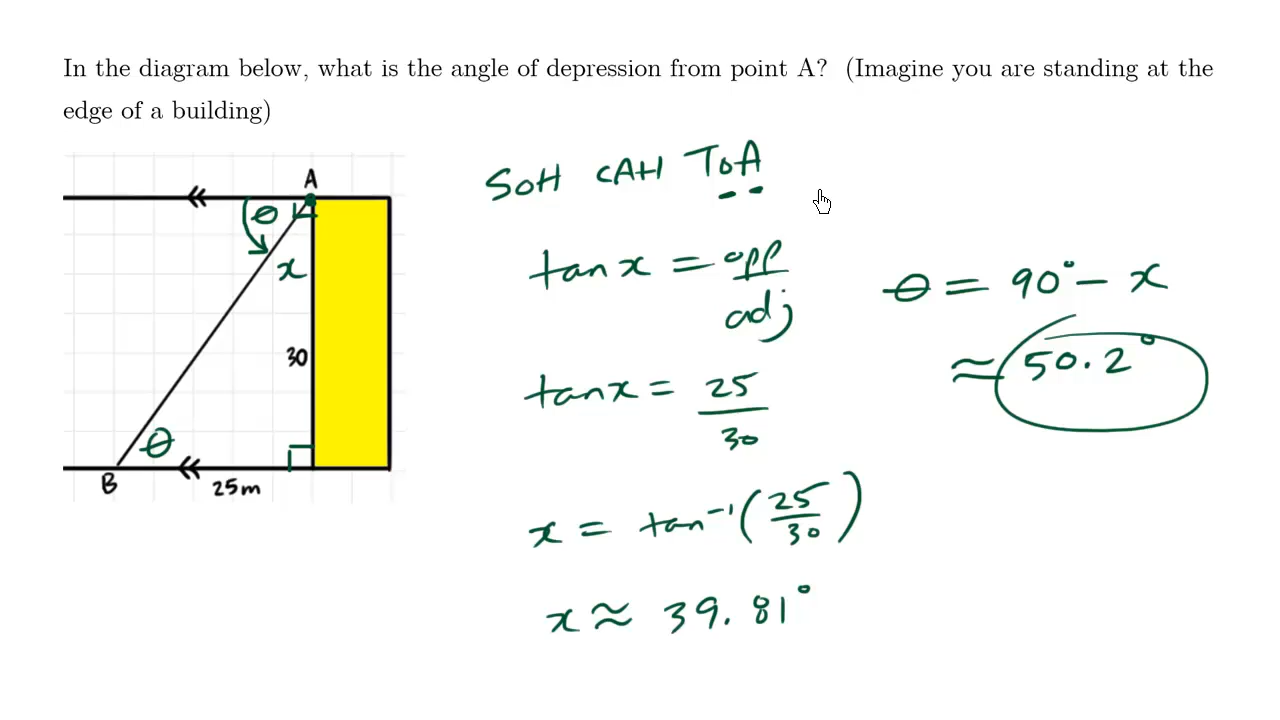 In the diagram below, what is the angle of depression from point A? (Imagine you are standing at the
edge of a building)
A
θ
x
30
θ
B
25m
SOH CAH TOA
tan x = opp/adj
tan x = 25/30
x = tan⁻¹(25/30)
x ≈ 39.81°
θ = 90° − x
≈ 50.2°